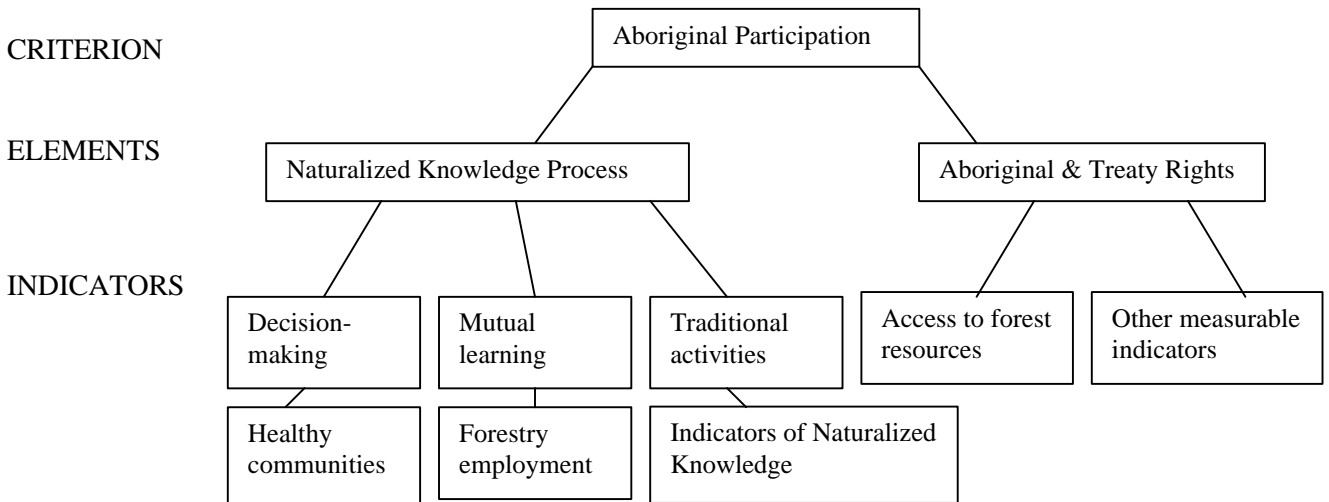 CRITERION
Aboriginal Participation
ELEMENTS
Naturalized Knowledge Process
Aboriginal & Treaty Rights
INDICATORS
Decision-
making
Mutual
learning
Traditional
activities
Access to forest
resources
Other measurable
indicators
Healthy
communities
Forestry
employment
Indicators of Naturalized
Knowledge